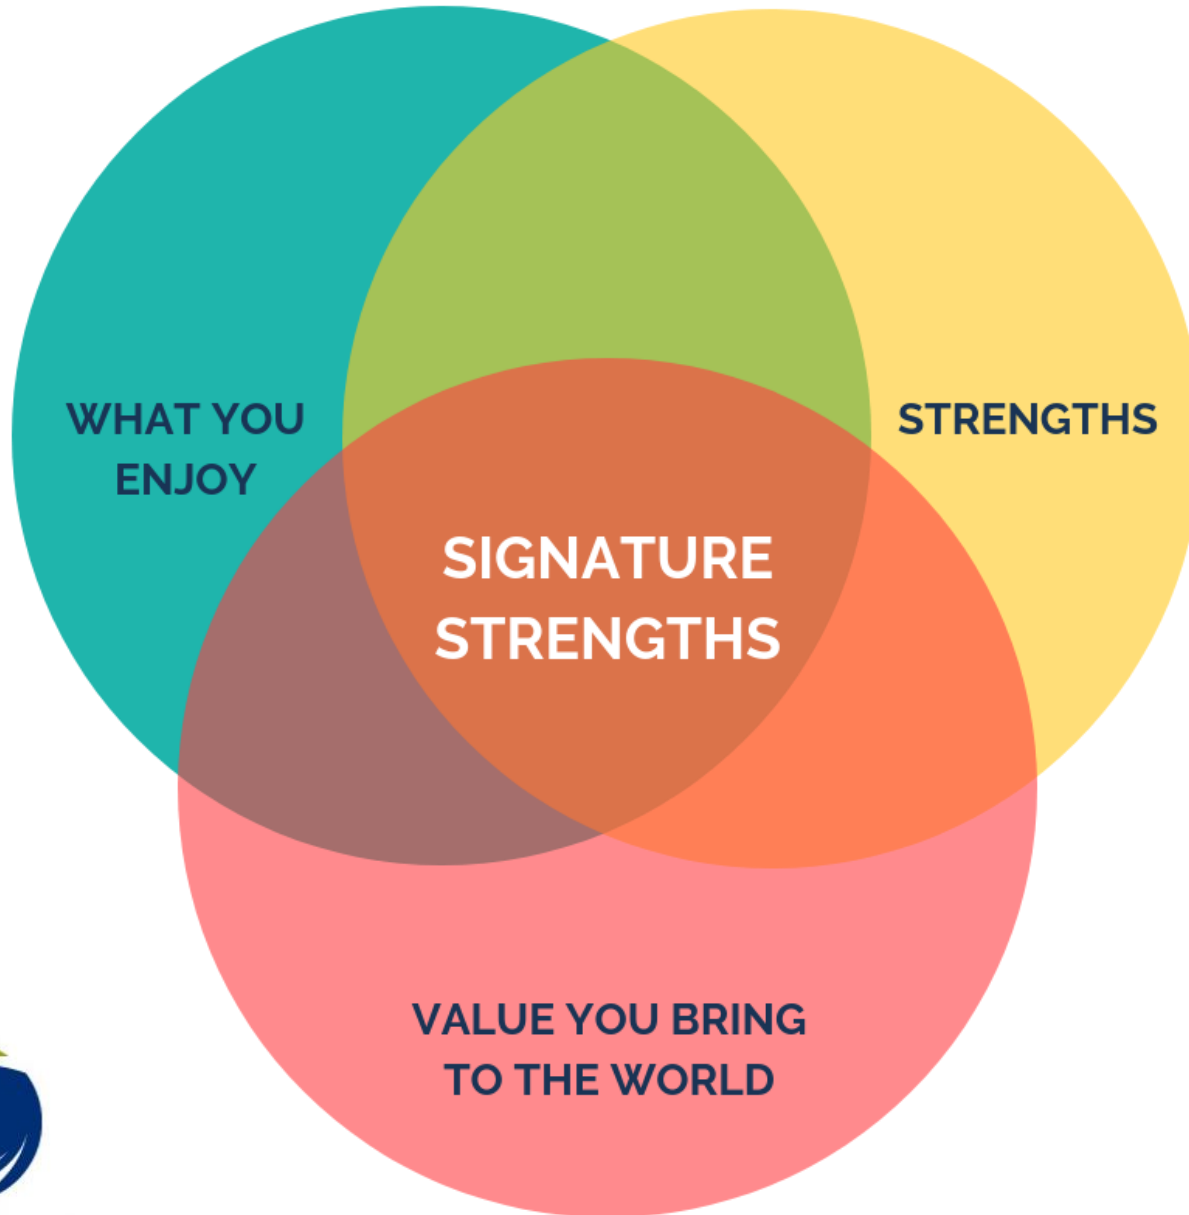 WHAT YOU
ENJOY
STRENGTHS
SIGNATURE
STRENGTHS
VALUE YOU BRING
TO THE WORLD